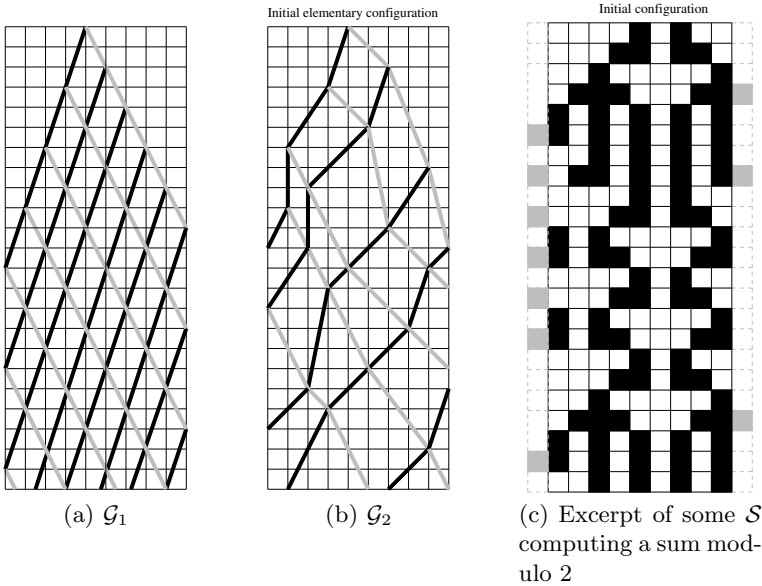 Initial elementary configuration
Initial configuration
(a) 𝒢₁
(b) 𝒢₂
(c) Excerpt of some 𝒮
computing a sum mod-
ulo 2